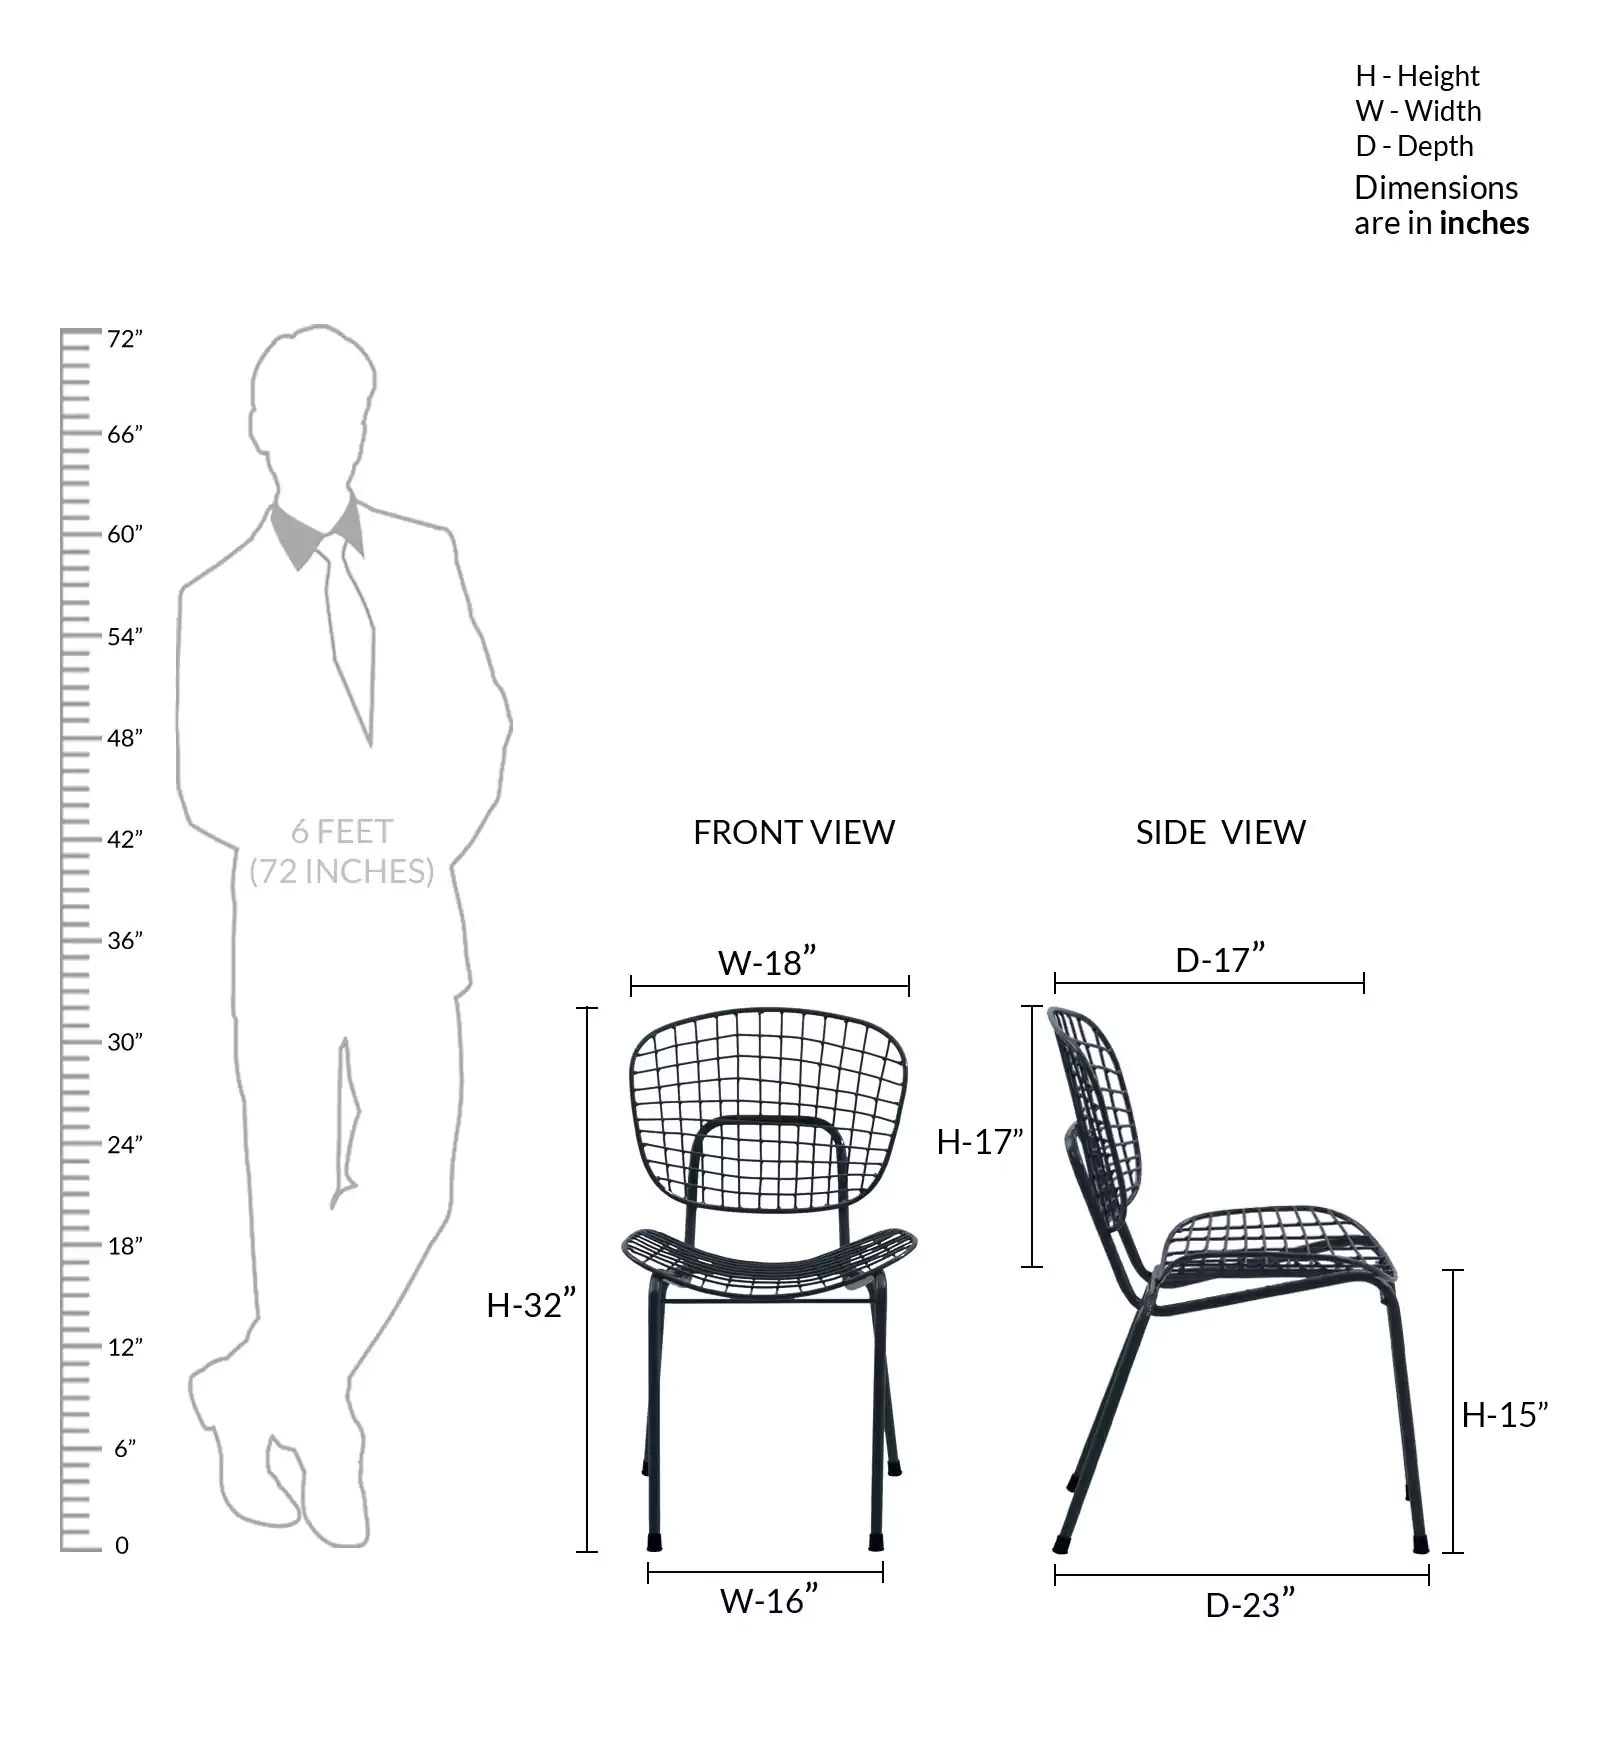 H - Height
W - Width
D - Depth
Dimensions
are in inches
72”
66”
60”
54”
48”
42”
36”
30”
24”
18”
12”
6”
0
6 FEET
(72 INCHES)
FRONT VIEW
W-18”
H-32”
W-16”
SIDE VIEW
D-17”
H-17”
H-15”
D-23”